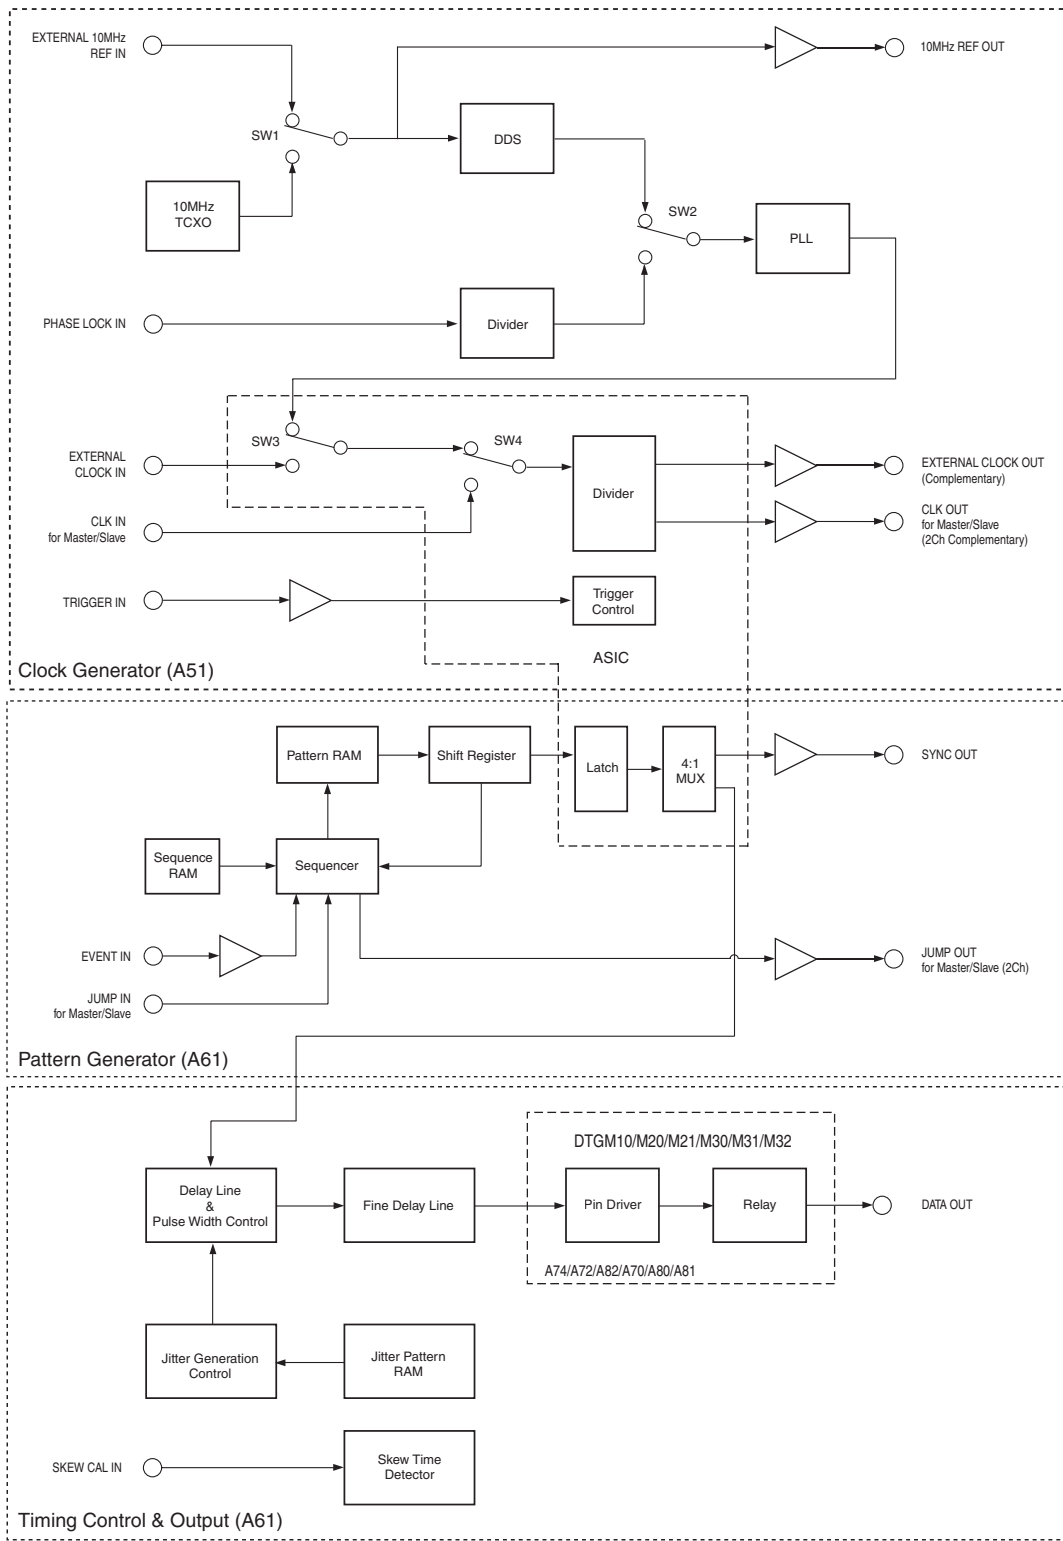 EXTERNAL 10MHz
REF IN
10MHz REF OUT
SW1
DDS
10MHz
TCXO
SW2
PLL
PHASE LOCK IN
Divider
SW3
SW4
EXTERNAL
CLOCK IN
Divider
EXTERNAL CLOCK OUT
(Complementary)
CLK IN
for Master/Slave
CLK OUT
for Master/Slave
(2Ch Complementary)
TRIGGER IN
Trigger
Control
ASIC
Clock Generator (A51)
Pattern RAM
Shift Register
Latch
4:1
MUX
SYNC OUT
Sequence
RAM
Sequencer
EVENT IN
JUMP OUT
for Master/Slave (2Ch)
JUMP IN
for Master/Slave
Pattern Generator (A61)
DTGM10/M20/M21/M30/M31/M32
Delay Line
&
Pulse Width Control
Fine Delay Line
Pin Driver
Relay
DATA OUT
A74/A72/A82/A70/A80/A81
Jitter Generation
Control
Jitter Pattern
RAM
SKEW CAL IN
Skew Time
Detector
Timing Control & Output (A61)